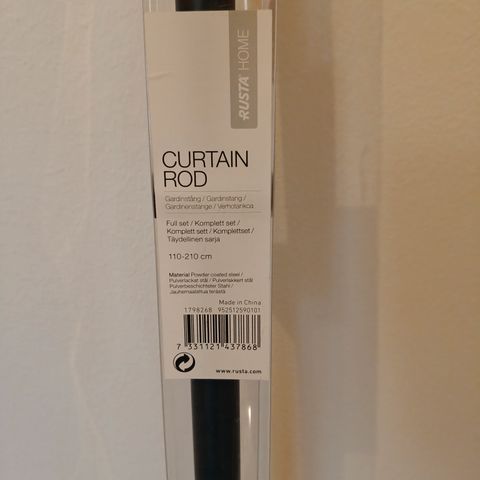 RUSTA HOME
CURTAIN
ROD
Gardinstång / Gardinstang /
Gardinenstange / Verhotankoa
Full set / Komplett set /
Komplett sett / Komplettset /
Täydellinen sarja
110-210 cm
Material Powder coated steel /
Pulverlackat stål / Pulverlakkert stål
Pulverbeschichteter Stahl /
Jauhemaalattua terästä
Made in China
1798268 952512590101
7 331121 437868
www.rusta.com